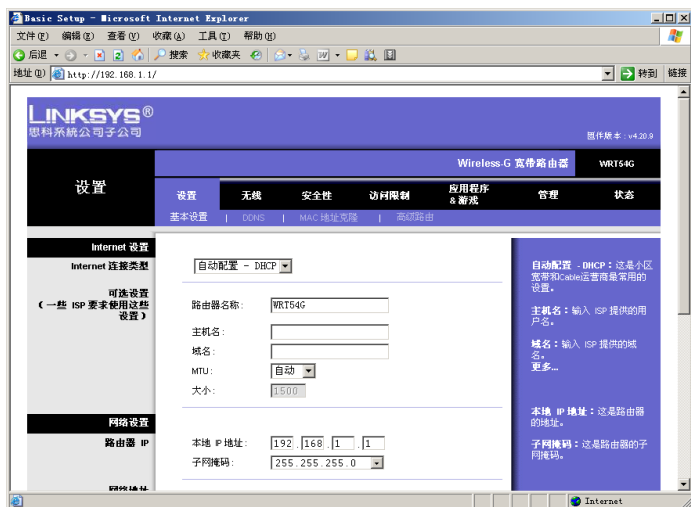 Basic Setup - Microsoft Internet Explorer
文件(F) 编辑(E) 查看(V) 收藏(A) 工具(T) 帮助(H)
后退 搜索 收藏夹
地址(D) http://192.168.1.1/ 转到 链接
LINKSYS®
思科系统公司子公司
固件版本:v4.20.9
Wireless-G 宽带路由器 WRT54G
设置
设置 无线 安全性 访问限制 应用程序 & 游戏 管理 状态
基本设置 | DDNS | MAC 地址克隆 | 高级路由
Internet 设置
Internet 连接类型 自动配置 - DHCP
可选设置
(一些 ISP 要求使用这些
设置)
路由器名称: WRT54G
主机名:
域名:
MTU: 自动
大小: 1500
网络设置
路由器 IP
本地 IP 地址: 192 . 168 . 1 . 1
子网掩码: 255.255.255.0
网络地址
自动配置 - DHCP:这是小区
宽带和Cable运营商最常用的
设置。
主机名:输入 ISP 提供的用
户名。
域名:输入 ISP 提供的域
名。
更多...
本地 IP 地址:这是路由器
的地址。
子网掩码:这是路由器的子
网掩码。
Internet